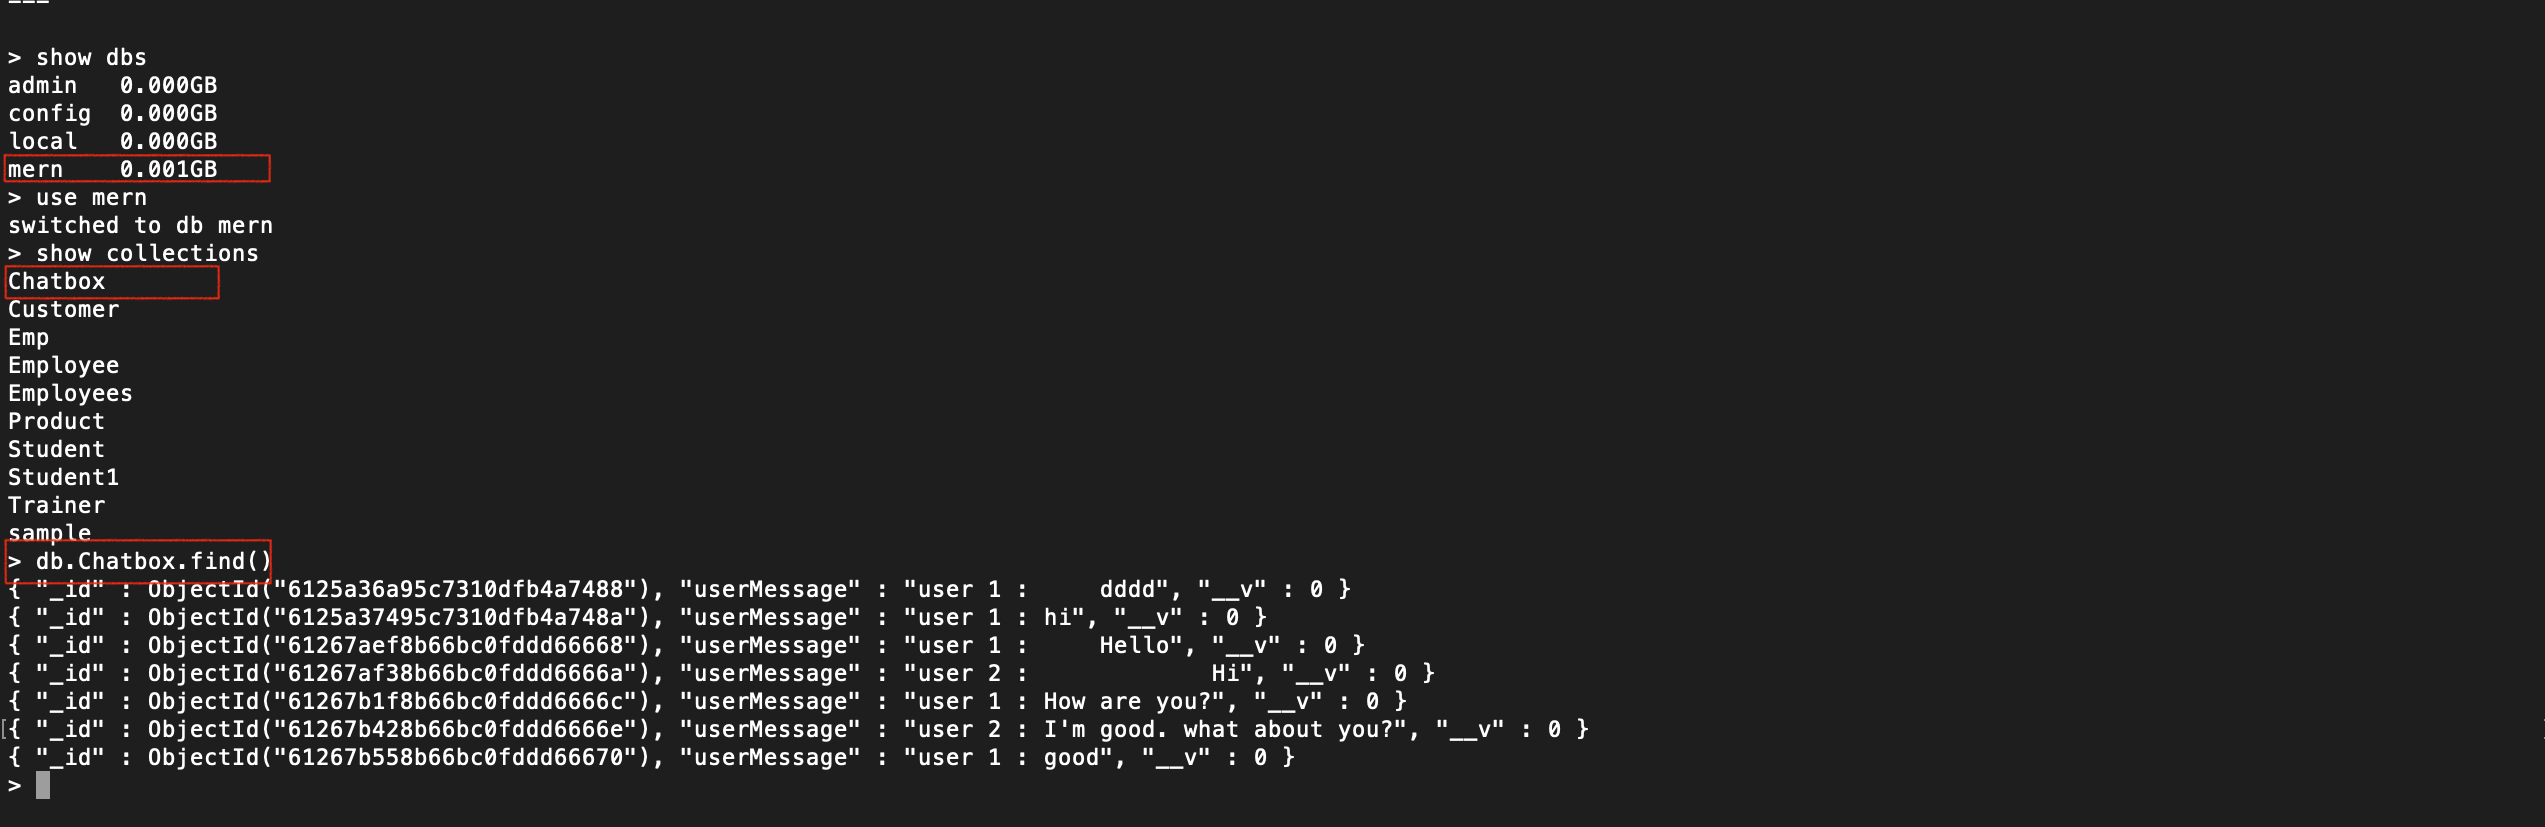 ---
> show dbs
admin   0.000GB
config  0.000GB
local   0.000GB
mern    0.001GB
> use mern
switched to db mern
> show collections
Chatbox
Customer
Emp
Employee
Employees
Product
Student
Student1
Trainer
sample
> db.Chatbox.find()
{ "_id" : ObjectId("6125a36a95c7310dfb4a7488"), "userMessage" : "user 1 :     dddd", "__v" : 0 }
{ "_id" : ObjectId("6125a37495c7310dfb4a748a"), "userMessage" : "user 1 : hi", "__v" : 0 }
{ "_id" : ObjectId("61267aef8b66bc0fddd66668"), "userMessage" : "user 1 :     Hello", "__v" : 0 }
{ "_id" : ObjectId("61267af38b66bc0fddd6666a"), "userMessage" : "user 2 :             Hi", "__v" : 0 }
{ "_id" : ObjectId("61267b1f8b66bc0fddd6666c"), "userMessage" : "user 1 : How are you?", "__v" : 0 }
[{ "_id" : ObjectId("61267b428b66bc0fddd6666e"), "userMessage" : "user 2 : I'm good. what about you?", "__v" : 0 }
{ "_id" : ObjectId("61267b558b66bc0fddd66670"), "userMessage" : "user 1 : good", "__v" : 0 }
>